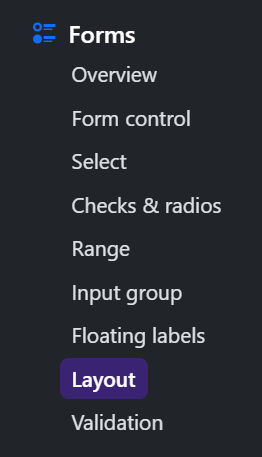 Forms
Overview
Form control
Select
Checks & radios
Range
Input group
Floating labels
Layout
Validation